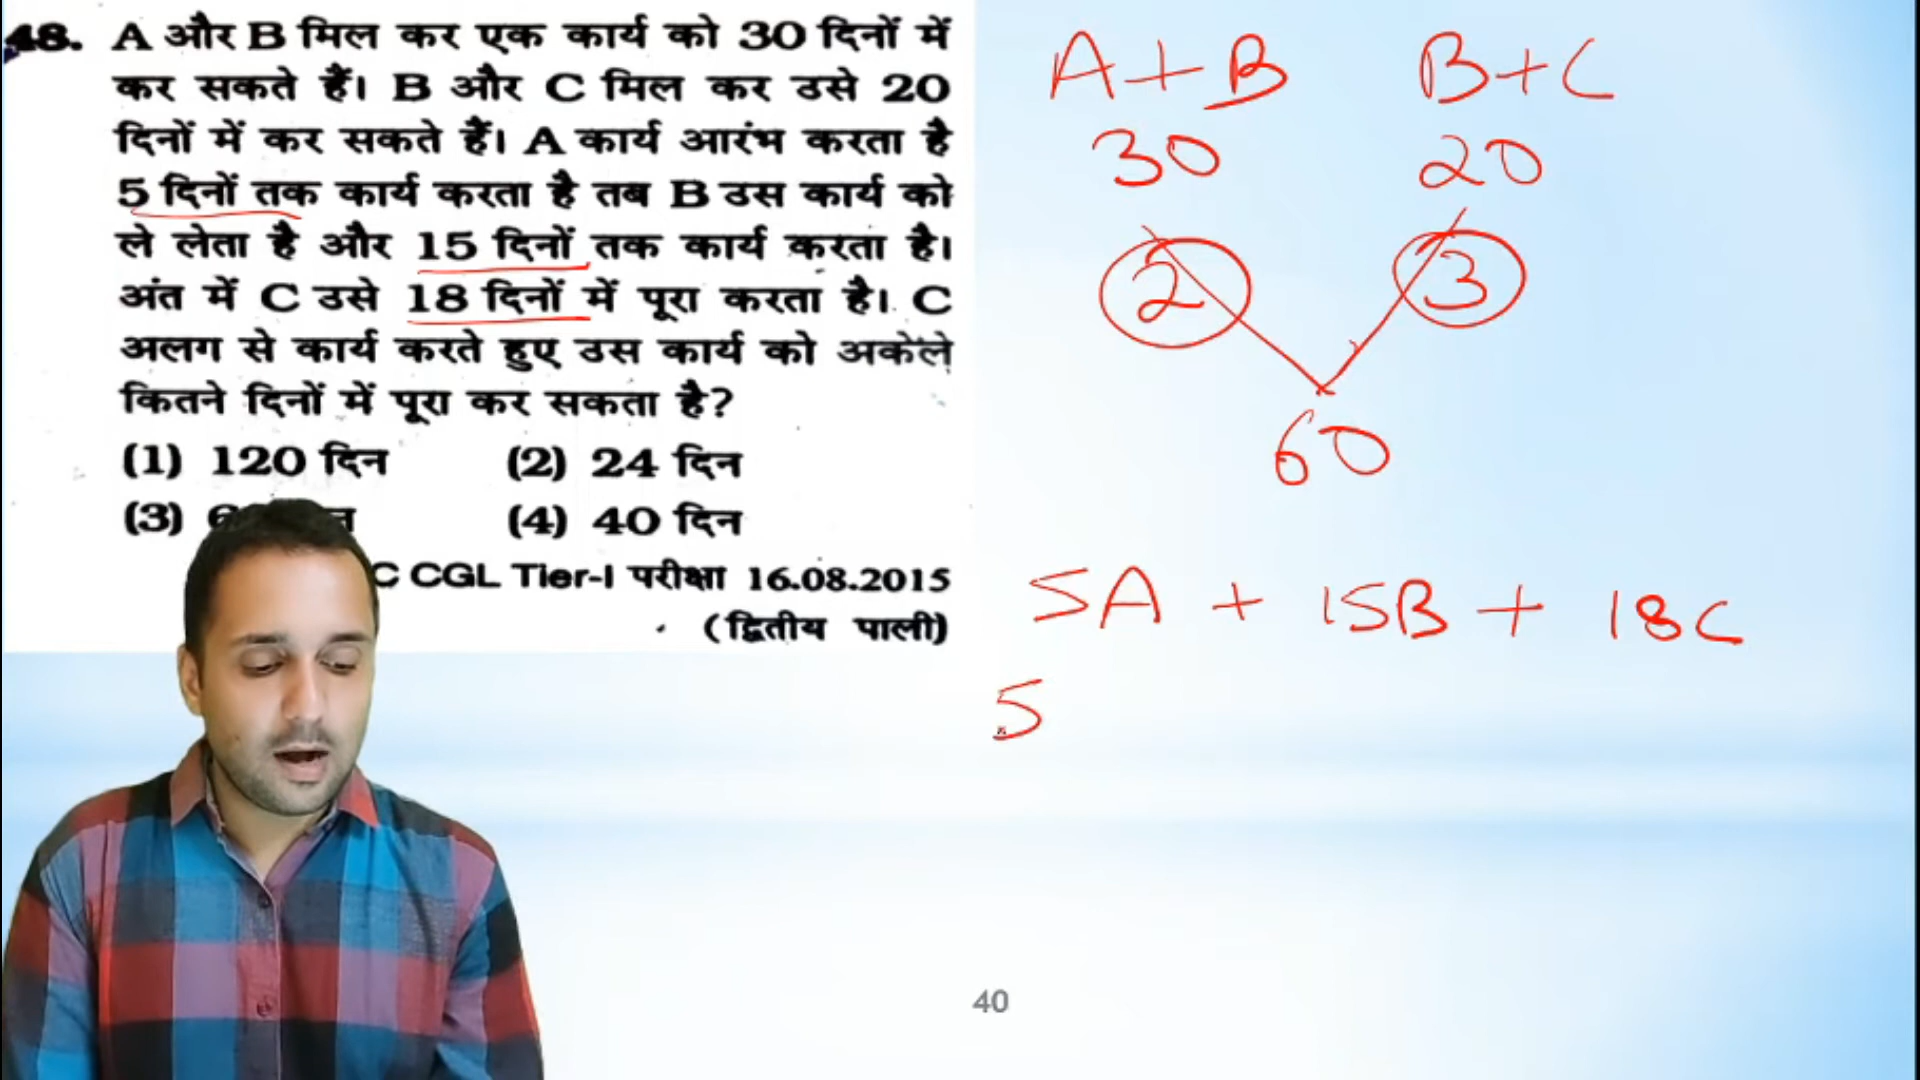 48. A और B मिल कर एक कार्य को 30 दिनों में
कर सकते हैं। B और C मिल कर उसे 20
दिनों में कर सकते हैं। A कार्य आरंभ करता है
5 दिनों तक कार्य करता है तब B उस कार्य को
ले लेता है और 15 दिनों तक कार्य करता है।
अंत में C उसे 18 दिनों में पूरा करता है। C
अलग से कार्य करते हुए उस कार्य को अकेले
कितने दिनों में पूरा कर सकता है?
(1) 120 दिन (2) 24 दिन
(3) (4) 40 दिन
CGL Tier-I परीक्षा 16.08.2015
(द्वितीय पाली)
A+B B+C
30 20
2 3
60
5A + 15B + 18C
5
40